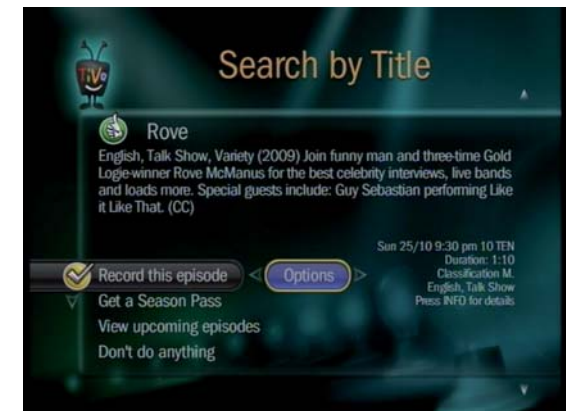 TiVo
Search by Title
Rove
English, Talk Show, Variety (2009) Join funny man and three-time Gold
Logie-winner Rove McManus for the best celebrity interviews, live bands
and loads more. Special guests include: Guy Sebastian performing Like
it Like That. (CC)
Sun 25/10 9:30 pm 10 TEN
Duration: 1:10
Classification M.
English, Talk Show
Press INFO for details
Record this episode
Options
Get a Season Pass
View upcoming episodes
Don't do anything